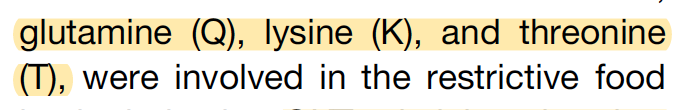 glutamine (Q), lysine (K), and threonine
(T), were involved in the restrictive food